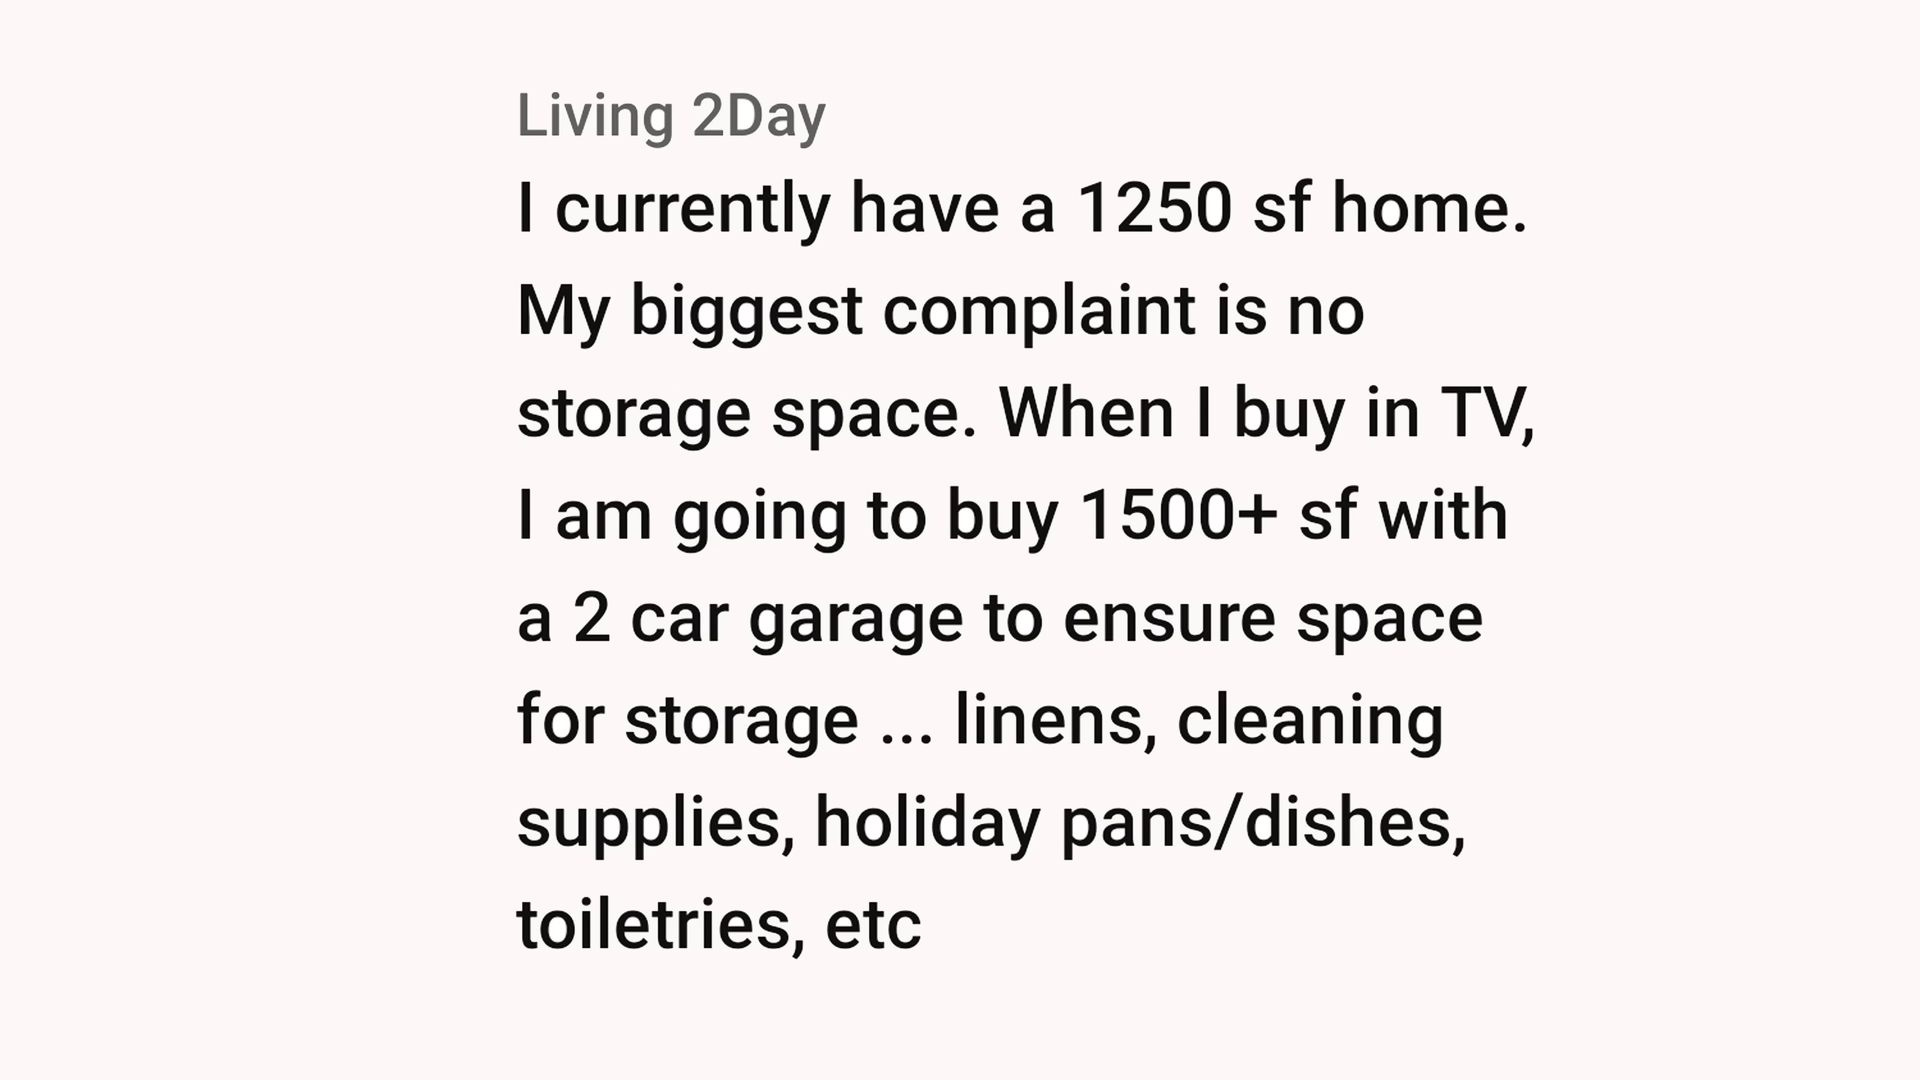 Living 2Day
I currently have a 1250 sf home.
My biggest complaint is no
storage space. When I buy in TV,
I am going to buy 1500+ sf with
a 2 car garage to ensure space
for storage ... linens, cleaning
supplies, holiday pans/dishes,
toiletries, etc